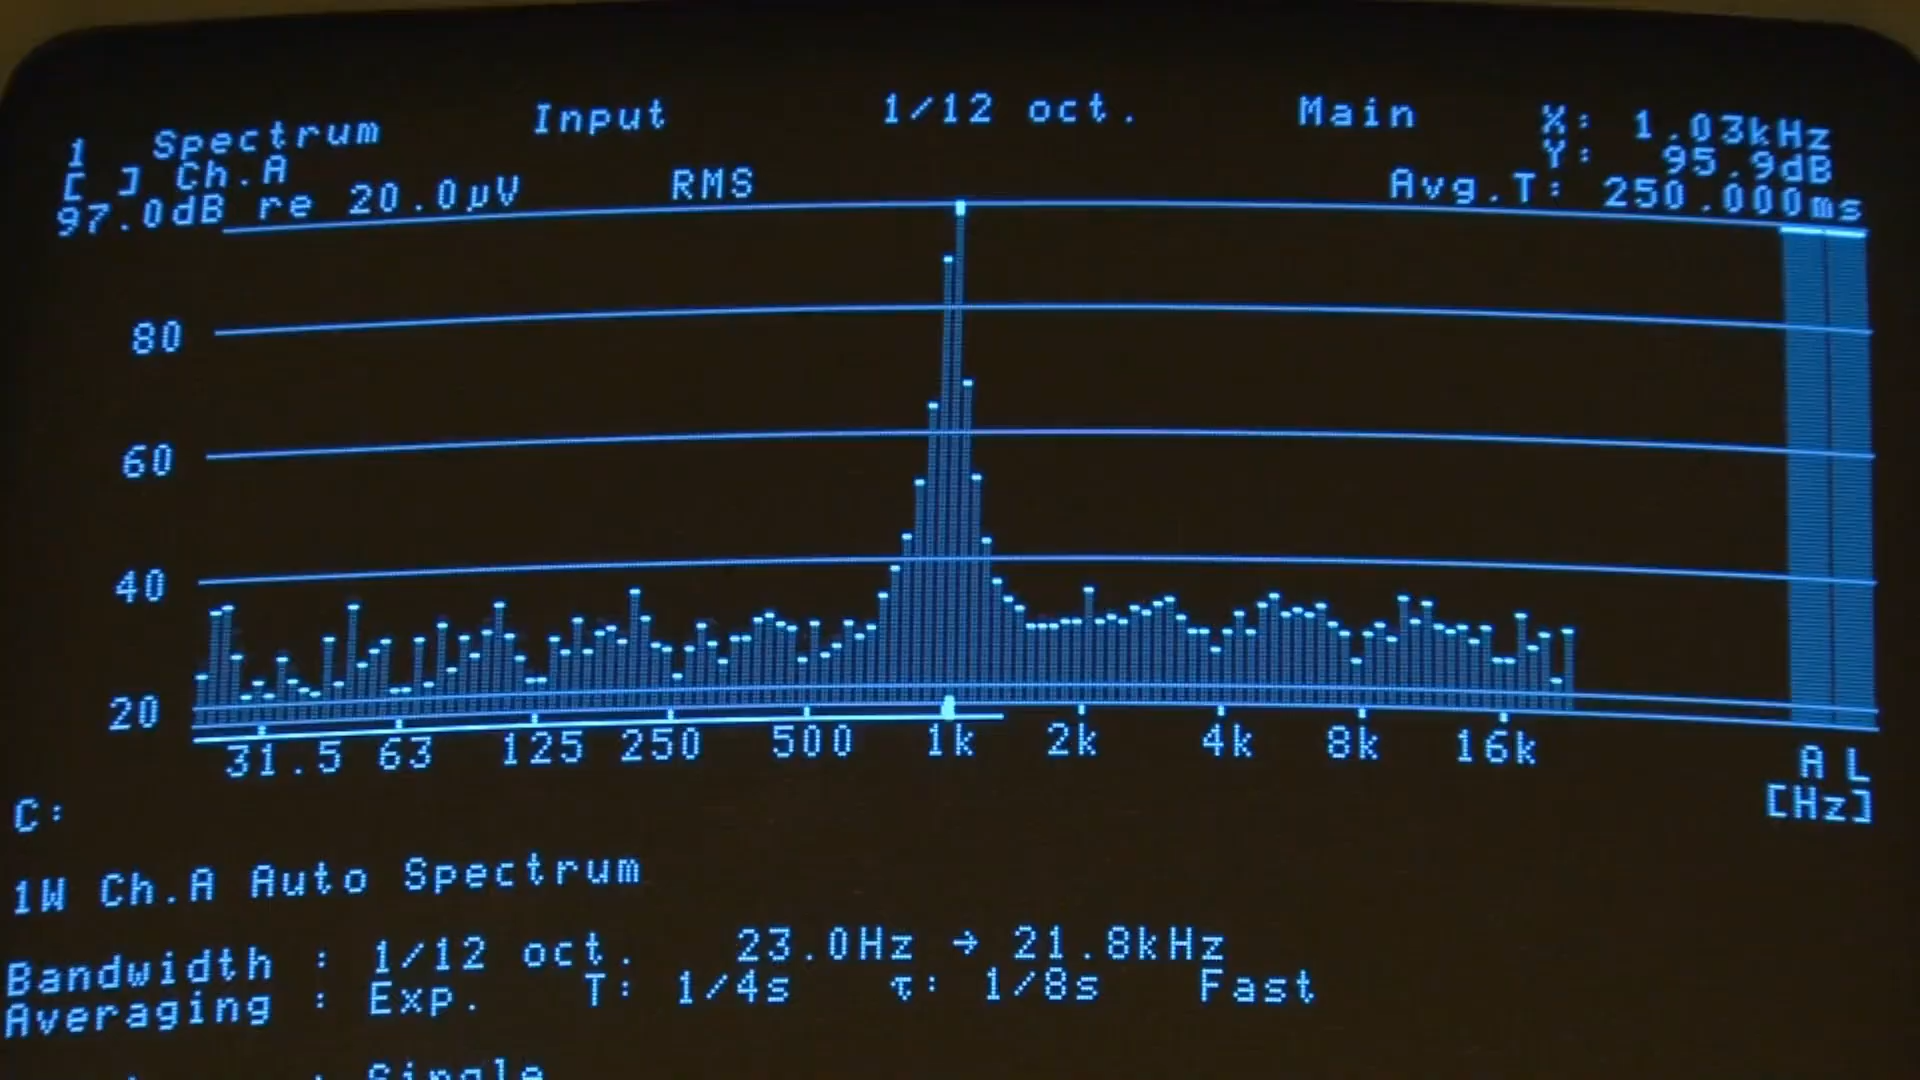 1 Spectrum Input 1/12 oct. Main X: 1.03kHz
[ ] Ch.A Y: 95.9dB
97.0dB re 20.0µV RMS Avg.T: 250.000ms
80
60
40
20
31.5 63 125 250 500 1k 2k 4k 8k 16k A L
[Hz]
C:
1W Ch.A Auto Spectrum
Bandwidth : 1/12 oct. 23.0Hz → 21.8kHz
Averaging : Exp. T: 1/4s τ: 1/8s Fast
: Single